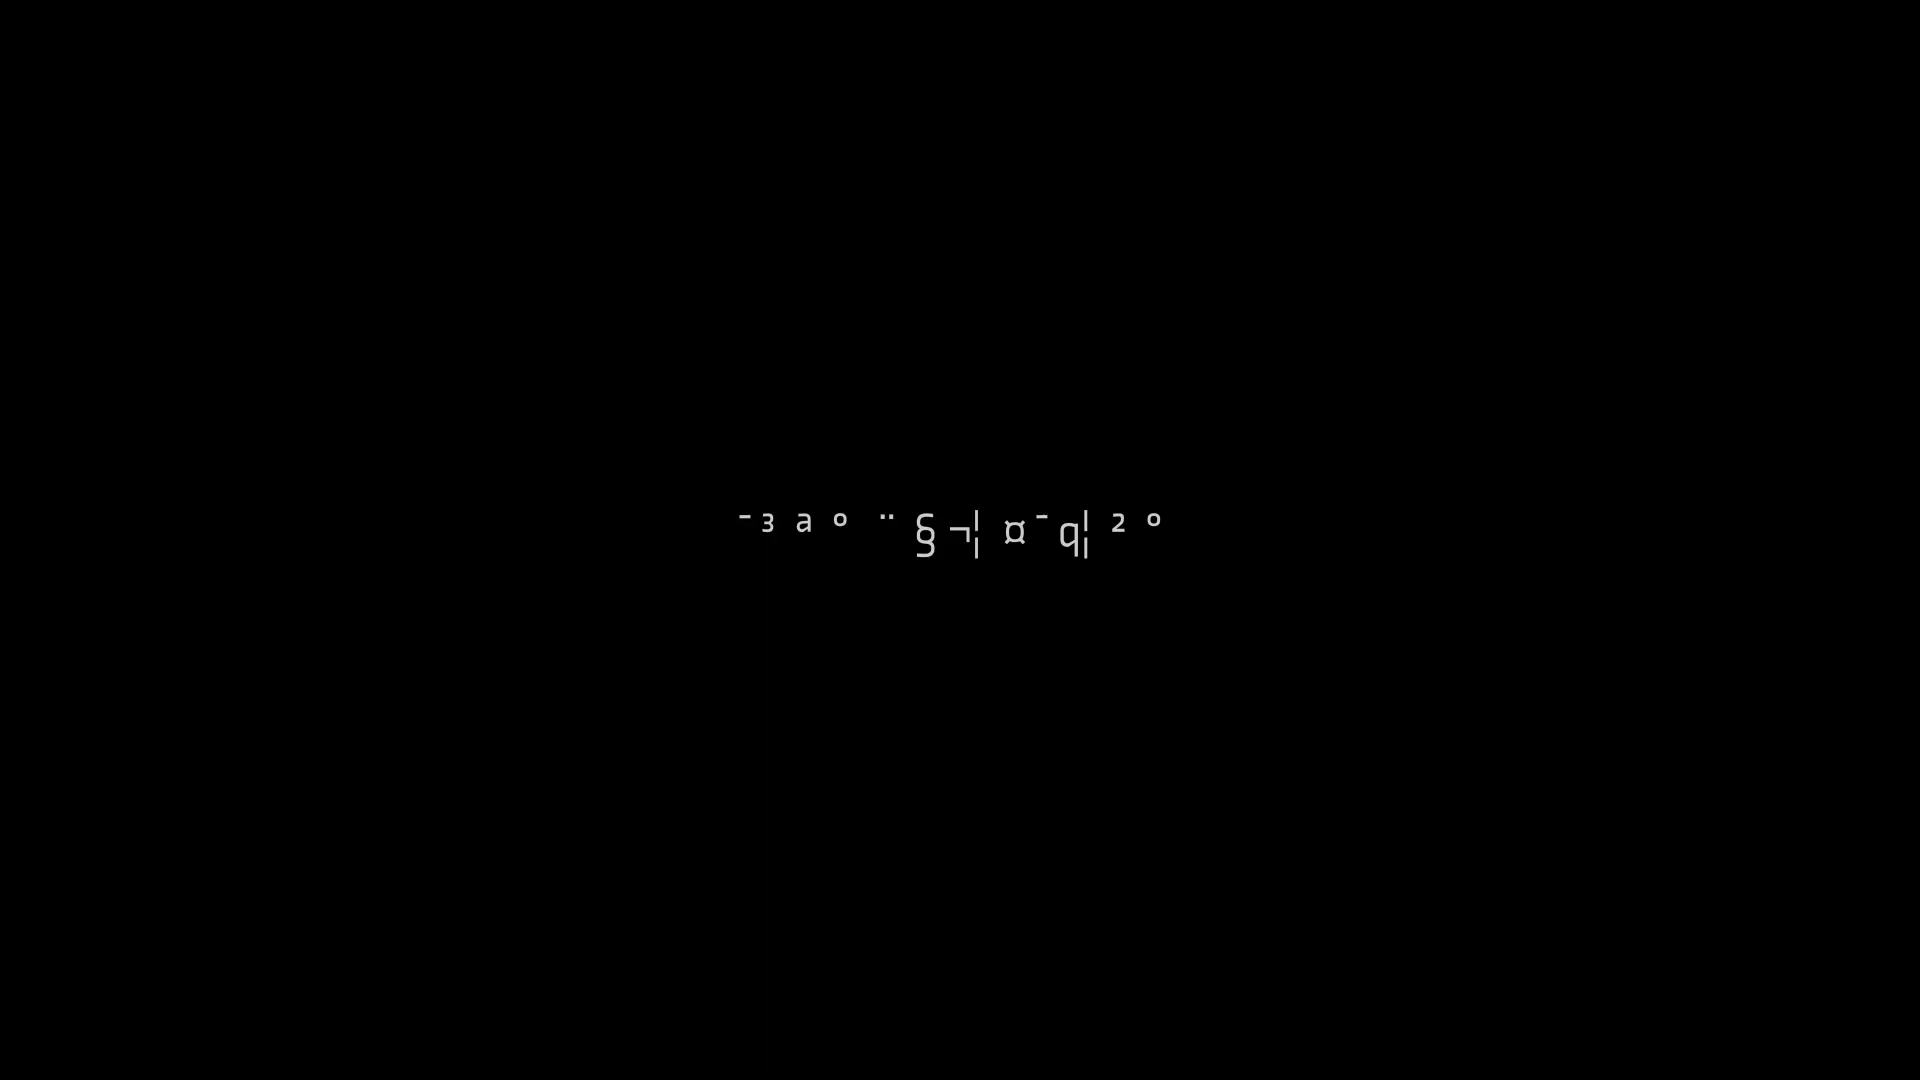 ¯³ ª º ¨ §¬¦ ¤¯q¦ ² º